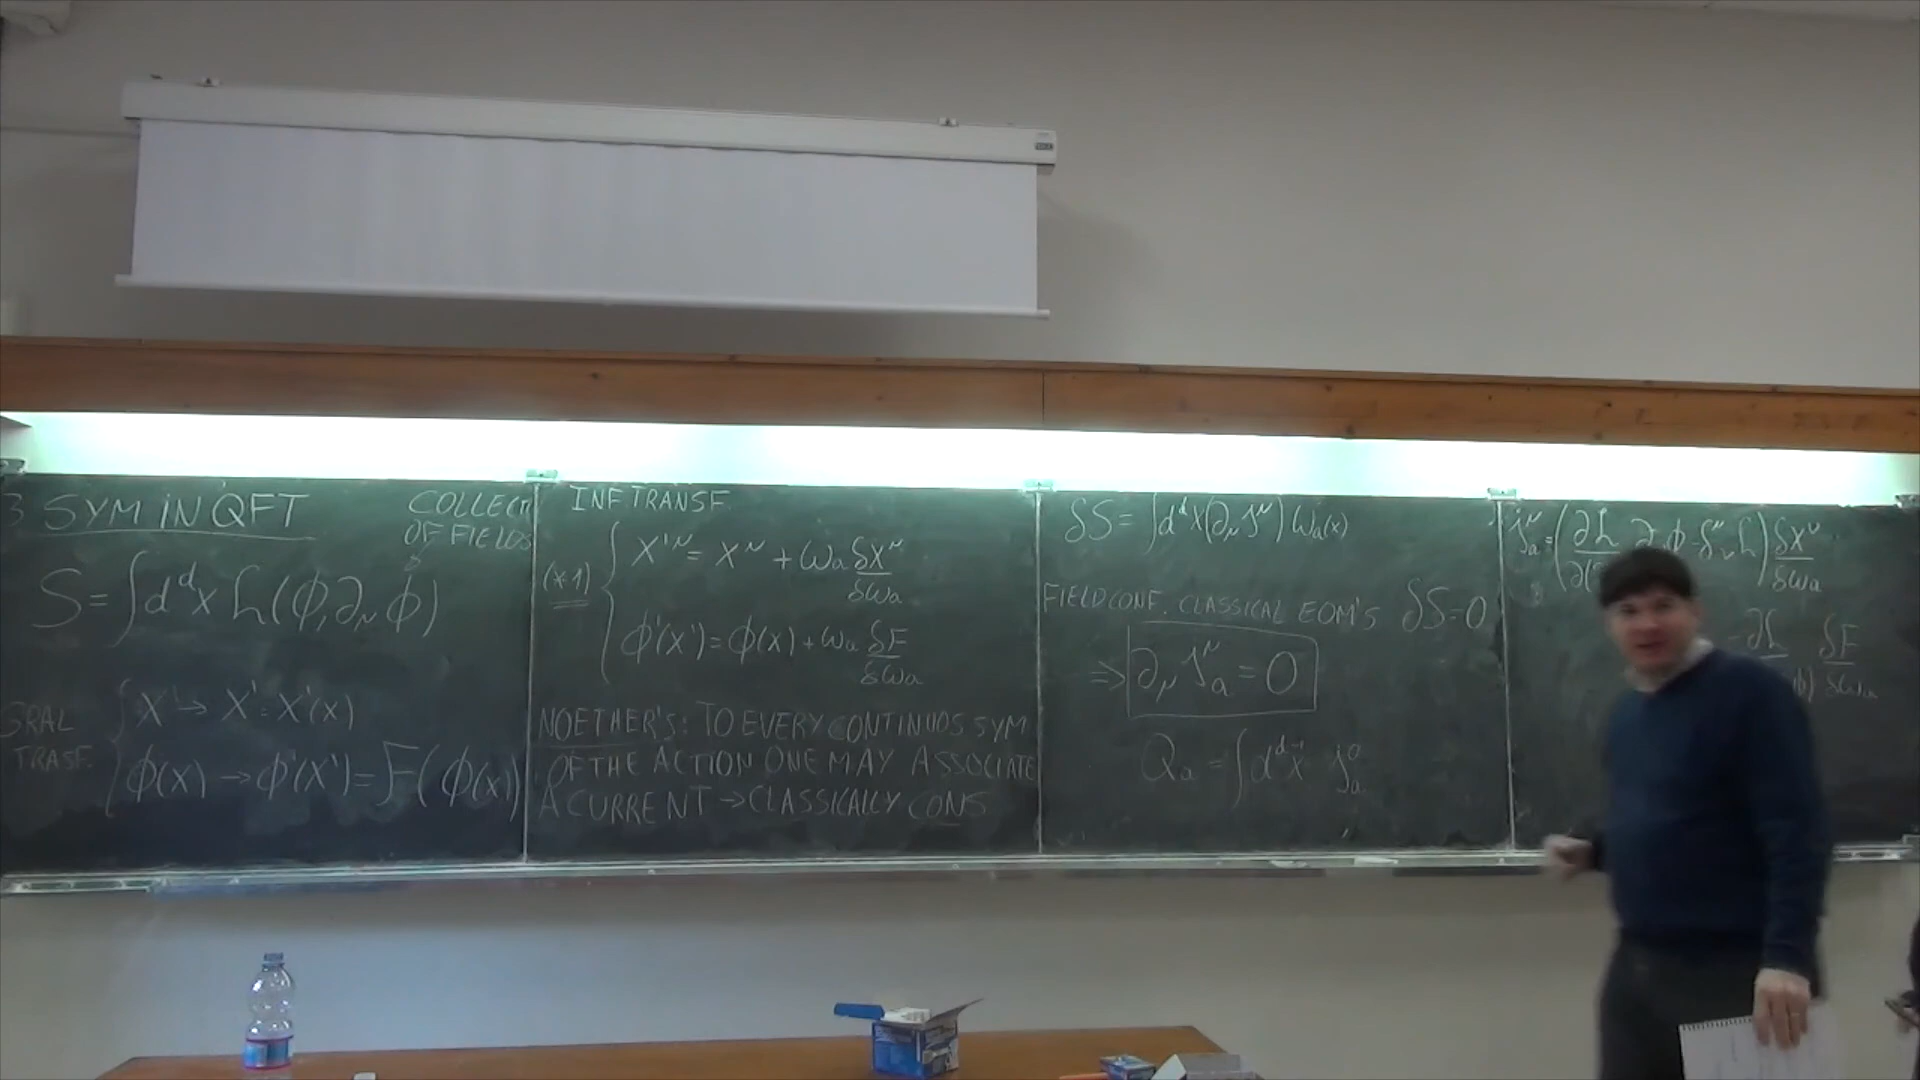 3 SYM IN QFT
COLLECT
OF FIELDS
S = ∫ d^d x L(ϕ, ∂_μ ϕ)
GRAL
TRASF.
X → X' = X'(x)
ϕ(x) → ϕ'(X') = F(ϕ(x))
INF. TRANSF.
(*1)
X'^μ = X^μ + ω_a δX^μ/δω_a
ϕ'(x') = ϕ(x) + ω_a δF/δω_a
NOETHER'S: TO EVERY CONTINUOS SYM
OF THE ACTION ONE MAY ASSOCIATE
A CURRENT → CLASSICALLY CONS
δS = ∫ d^d x (∂_μ j^μ) ω_a(x)
FIELD CONF. CLASSICAL EOM'S δS = 0
⇒ ∂_μ j^μ_a = 0
Q_a = ∫ d^{d-1} x j^0_a
j^μ_a = (∂L/∂( ∂_ν ϕ - δ^μ_ν L) δX^ν/δω_a
- ∂L δF/δω_a